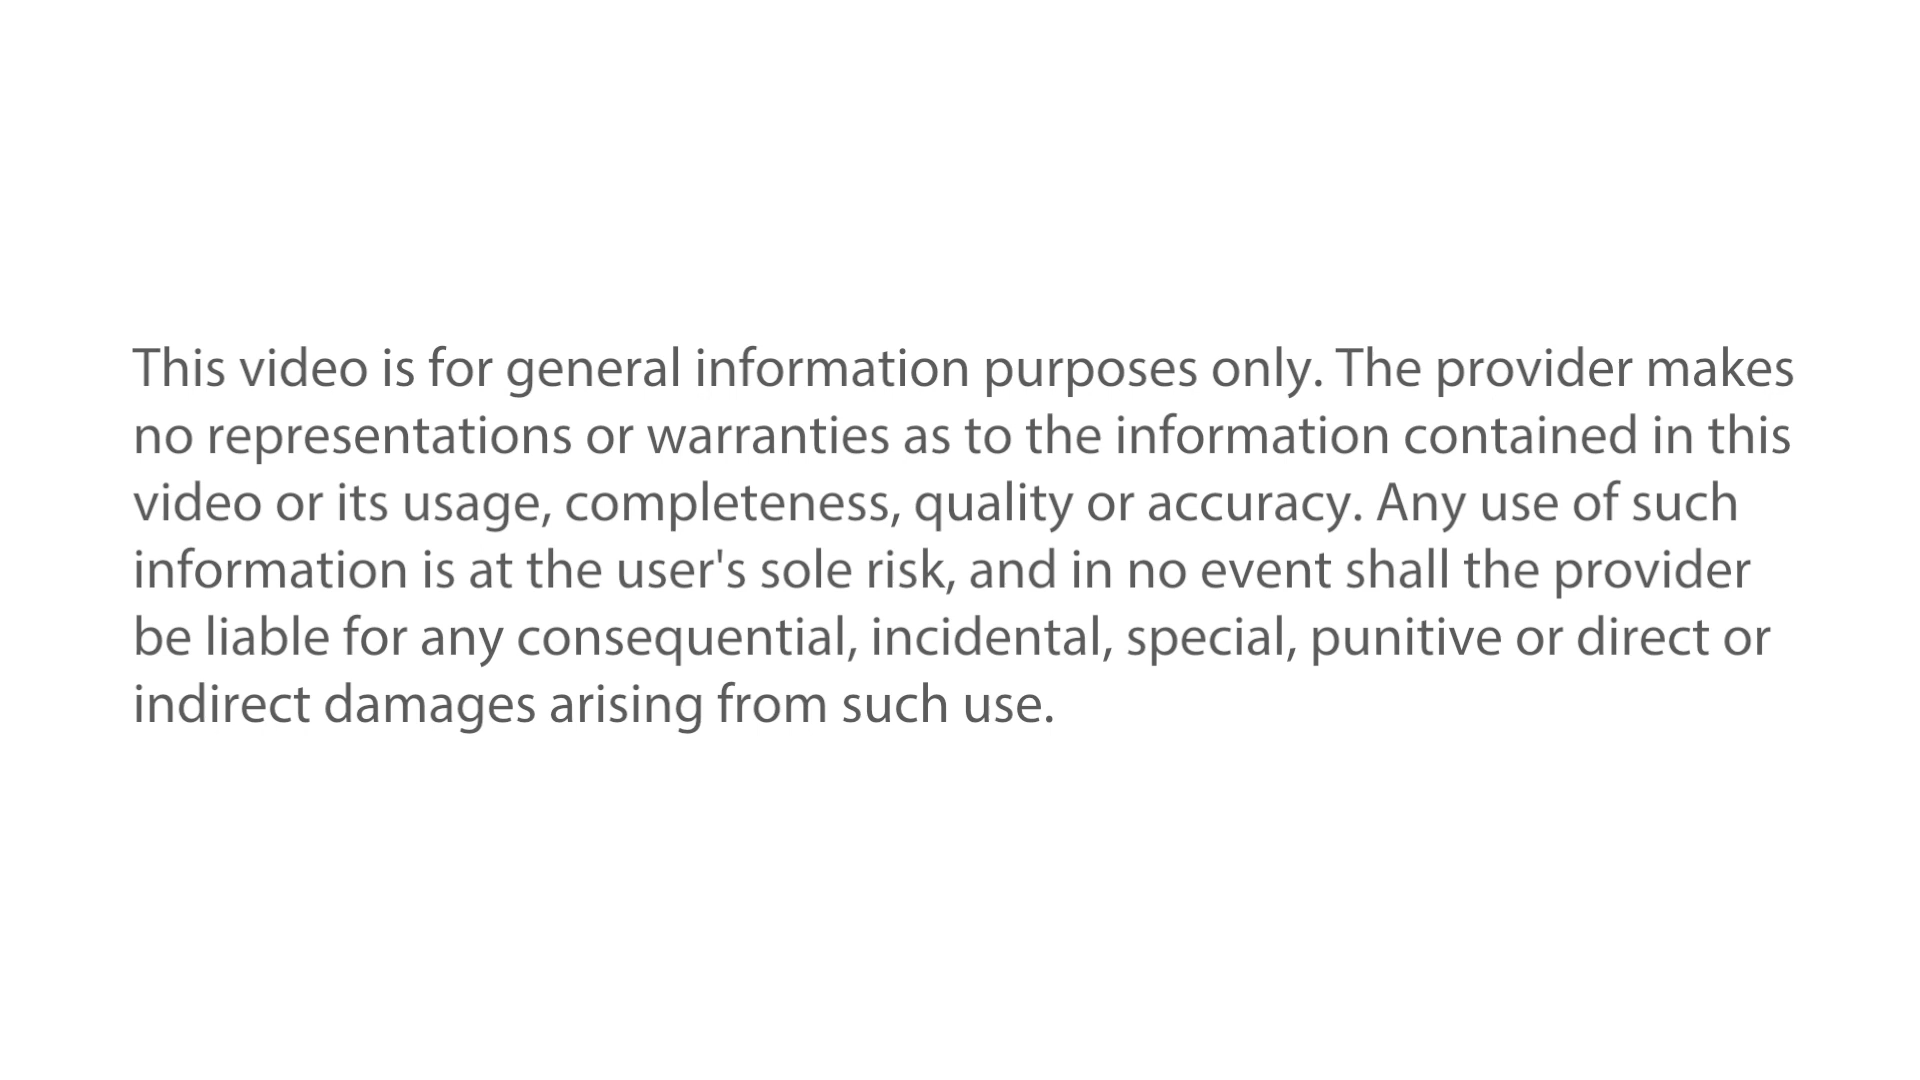 This video is for general information purposes only. The provider makes
no representations or warranties as to the information contained in this
video or its usage, completeness, quality or accuracy. Any use of such
information is at the user's sole risk, and in no event shall the provider
be liable for any consequential, incidental, special, punitive or direct or
indirect damages arising from such use.